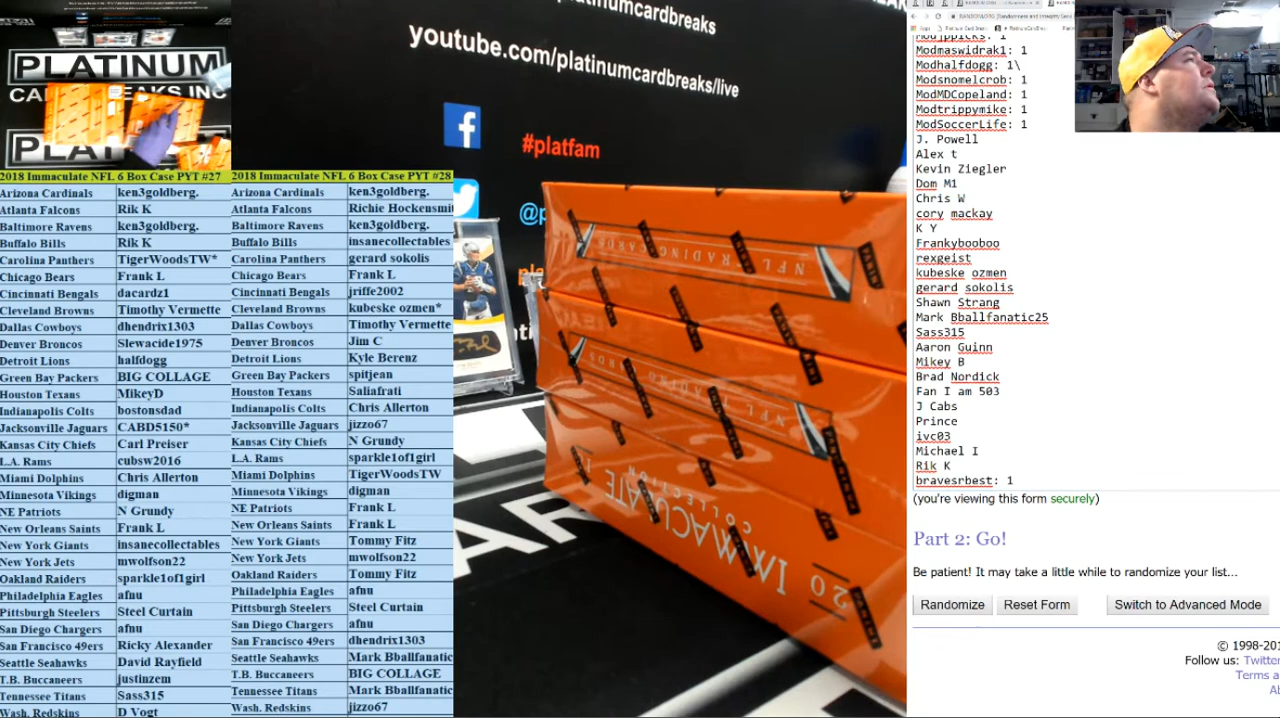 PLATINUM
2018 Immaculate NFL 6 Box Case PYT #27
Arizona Cardinals ken3goldberg.
Atlanta Falcons Rik K
Baltimore Ravens ken3goldberg.
Buffalo Bills Rik K
Carolina Panthers TigerWoodsTW*
Chicago Bears Frank L
Cincinnati Bengals dacardz1
Cleveland Browns Timothy Vermette
Dallas Cowboys dhendrix1303
Denver Broncos Slewacide1975
Detroit Lions halfdogg
Green Bay Packers BIG COLLAGE
Houston Texans MikeyD
Indianapolis Colts bostonsdad
Jacksonville Jaguars CABD5150*
Kansas City Chiefs Carl Preiser
L.A. Rams cubsw2016
Miami Dolphins Chris Allerton
Minnesota Vikings digman
NE Patriots N Grundy
New Orleans Saints Frank L
New York Giants insanecollectables
New York Jets mwolfson22
Oakland Raiders sparkle1of1girl
Philadelphia Eagles afnu
Pittsburgh Steelers Steel Curtain
San Diego Chargers afnu
San Francisco 49ers Ricky Alexander
Seattle Seahawks David Rayfield
T.B. Buccaneers justinzem
Tennessee Titans Sass315
Wash. Redskins D Vogt
2018 Immaculate NFL 6 Box Case PYT #28
Arizona Cardinals ken3goldberg.
Atlanta Falcons Richie Hockensmit
Baltimore Ravens ken3goldberg.
Buffalo Bills insanecollectables
Carolina Panthers gerard sokolis
Chicago Bears Frank L
Cincinnati Bengals jriffe2002
Cleveland Browns kubeske ozmen*
Dallas Cowboys Timothy Vermette
Denver Broncos Jim C
Detroit Lions Kyle Berenz
Green Bay Packers spitjean
Houston Texans Saliafrati
Indianapolis Colts Chris Allerton
Jacksonville Jaguars jizzo67
Kansas City Chiefs N Grundy
L.A. Rams sparkle1of1girl
Miami Dolphins TigerWoodsTW
Minnesota Vikings digman
NE Patriots Frank L
New Orleans Saints Frank L
New York Giants Tommy Fitz
New York Jets mwolfson22
Oakland Raiders Tommy Fitz
Philadelphia Eagles afnu
Pittsburgh Steelers Steel Curtain
San Diego Chargers afnu
San Francisco 49ers dhendrix1303
Seattle Seahawks Mark Bballfanatic
T.B. Buccaneers BIG COLLAGE
Tennessee Titans Mark Bballfanatic
Wash. Redskins jizzo67
/platinumcardbreaks
youtube.com/platinumcardbreaks/live
#platfam
@p
NFL TRADING CARDS
IMMACULATE
COLLECTION
20
PANINI
Modjppicks: 1
Modmaswidrak1: 1
Modhalfdogg: 1\
Modsnomelcrob: 1
ModMDCopeland: 1
Modtrippymike: 1
ModSoccerLife: 1
J. Powell
Alex t
Kevin Ziegler
Dom M1
Chris W
cory mackay
K Y
Frankybooboo
rexgeist
kubeske ozmen
gerard sokolis
Shawn Strang
Mark Bballfanatic25
Sass315
Aaron Guinn
Mikey B
Brad Nordick
Fan I am 503
J Cabs
Prince
ivc03
Michael I
Rik K
bravesrbest: 1
(you're viewing this form securely)
Part 2: Go!
Be patient! It may take a little while to randomize your list...
Randomize Reset Form Switch to Advanced Mode
© 1998-201
Follow us: Twitter
Terms a
Ab